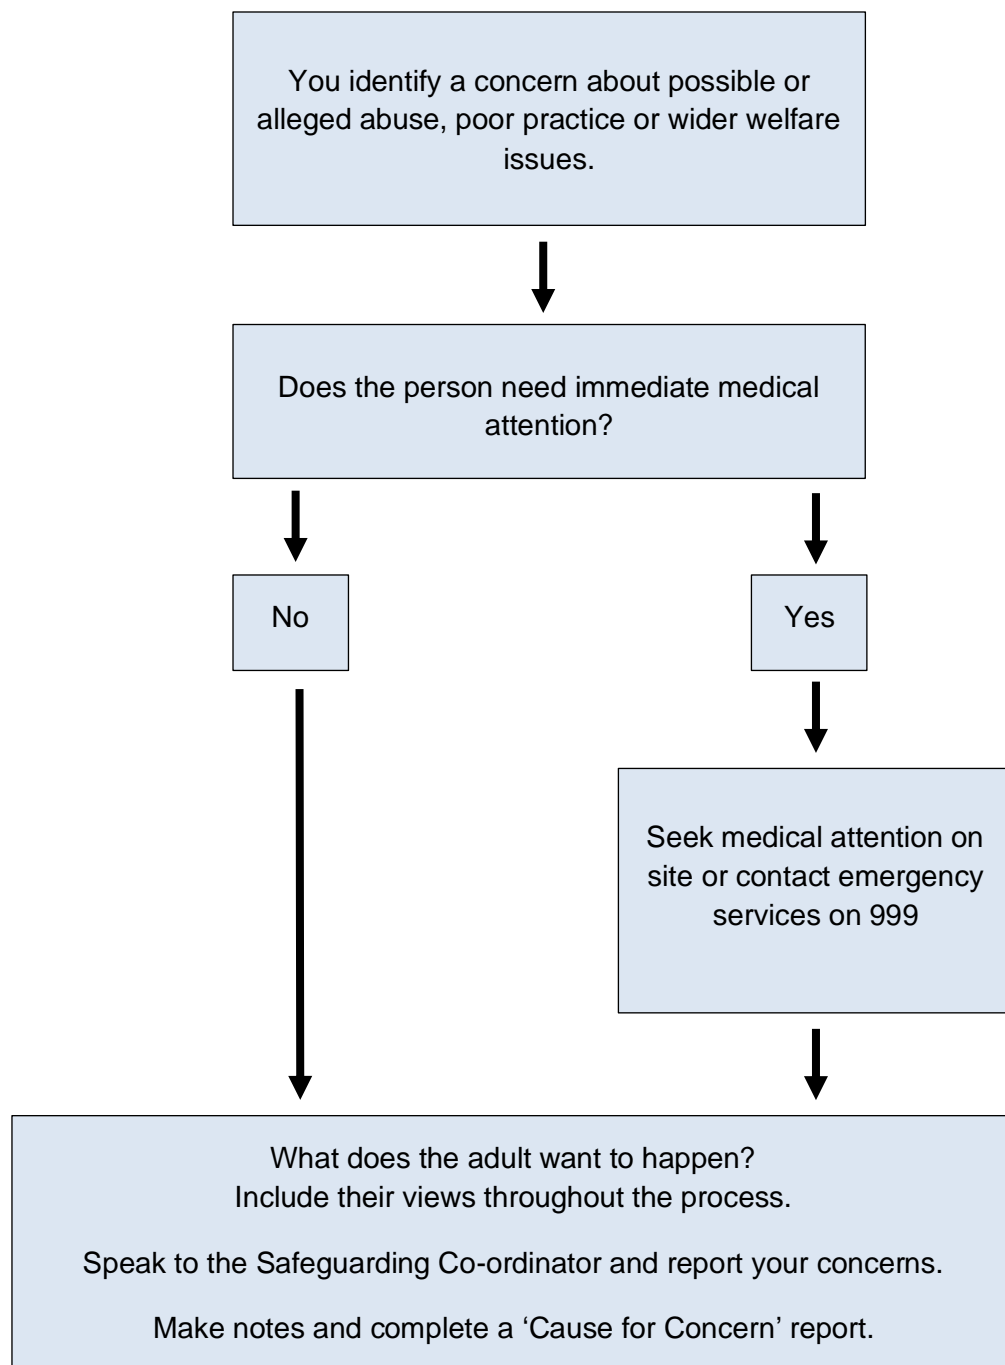 You identify a concern about possible or
alleged abuse, poor practice or wider welfare
issues.
Does the person need immediate medical
attention?
No
Yes
Seek medical attention on
site or contact emergency
services on 999
What does the adult want to happen?
Include their views throughout the process.
Speak to the Safeguarding Co-ordinator and report your concerns.
Make notes and complete a ‘Cause for Concern’ report.